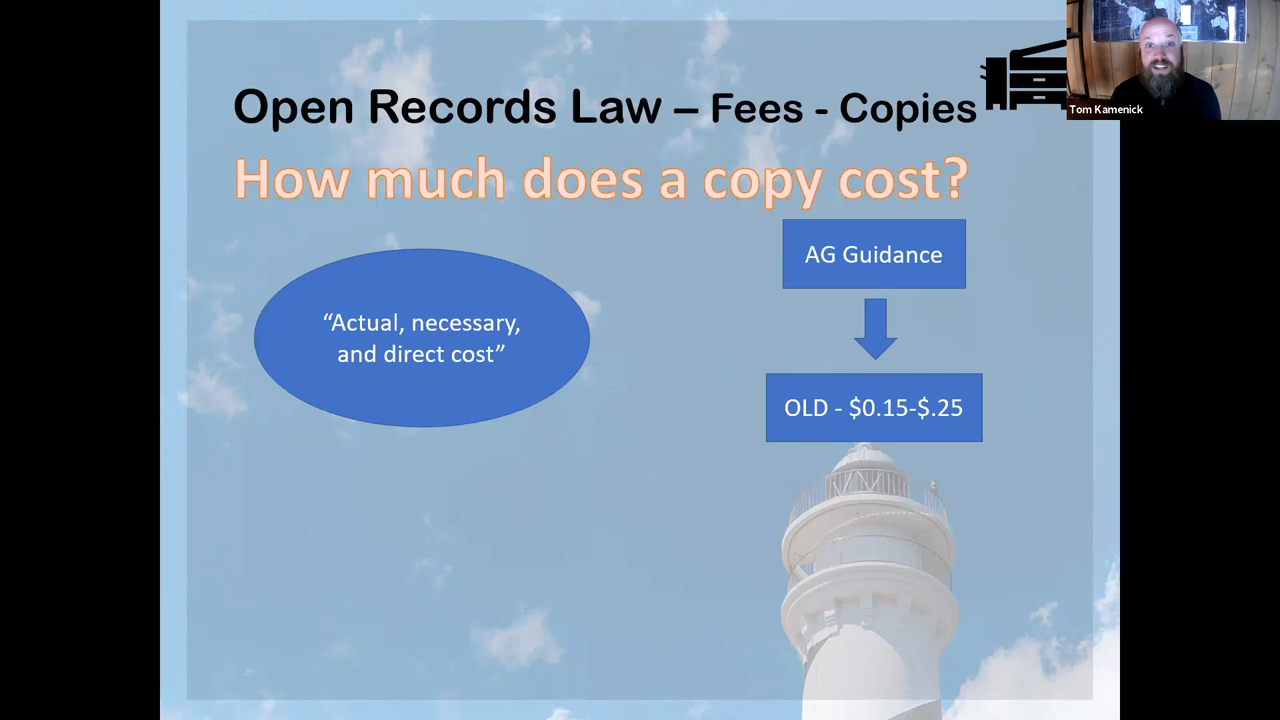 Open Records Law – Fees - Copies
How much does a copy cost?
“Actual, necessary,
and direct cost”
AG Guidance
OLD - $0.15-$.25
Tom Kamenick